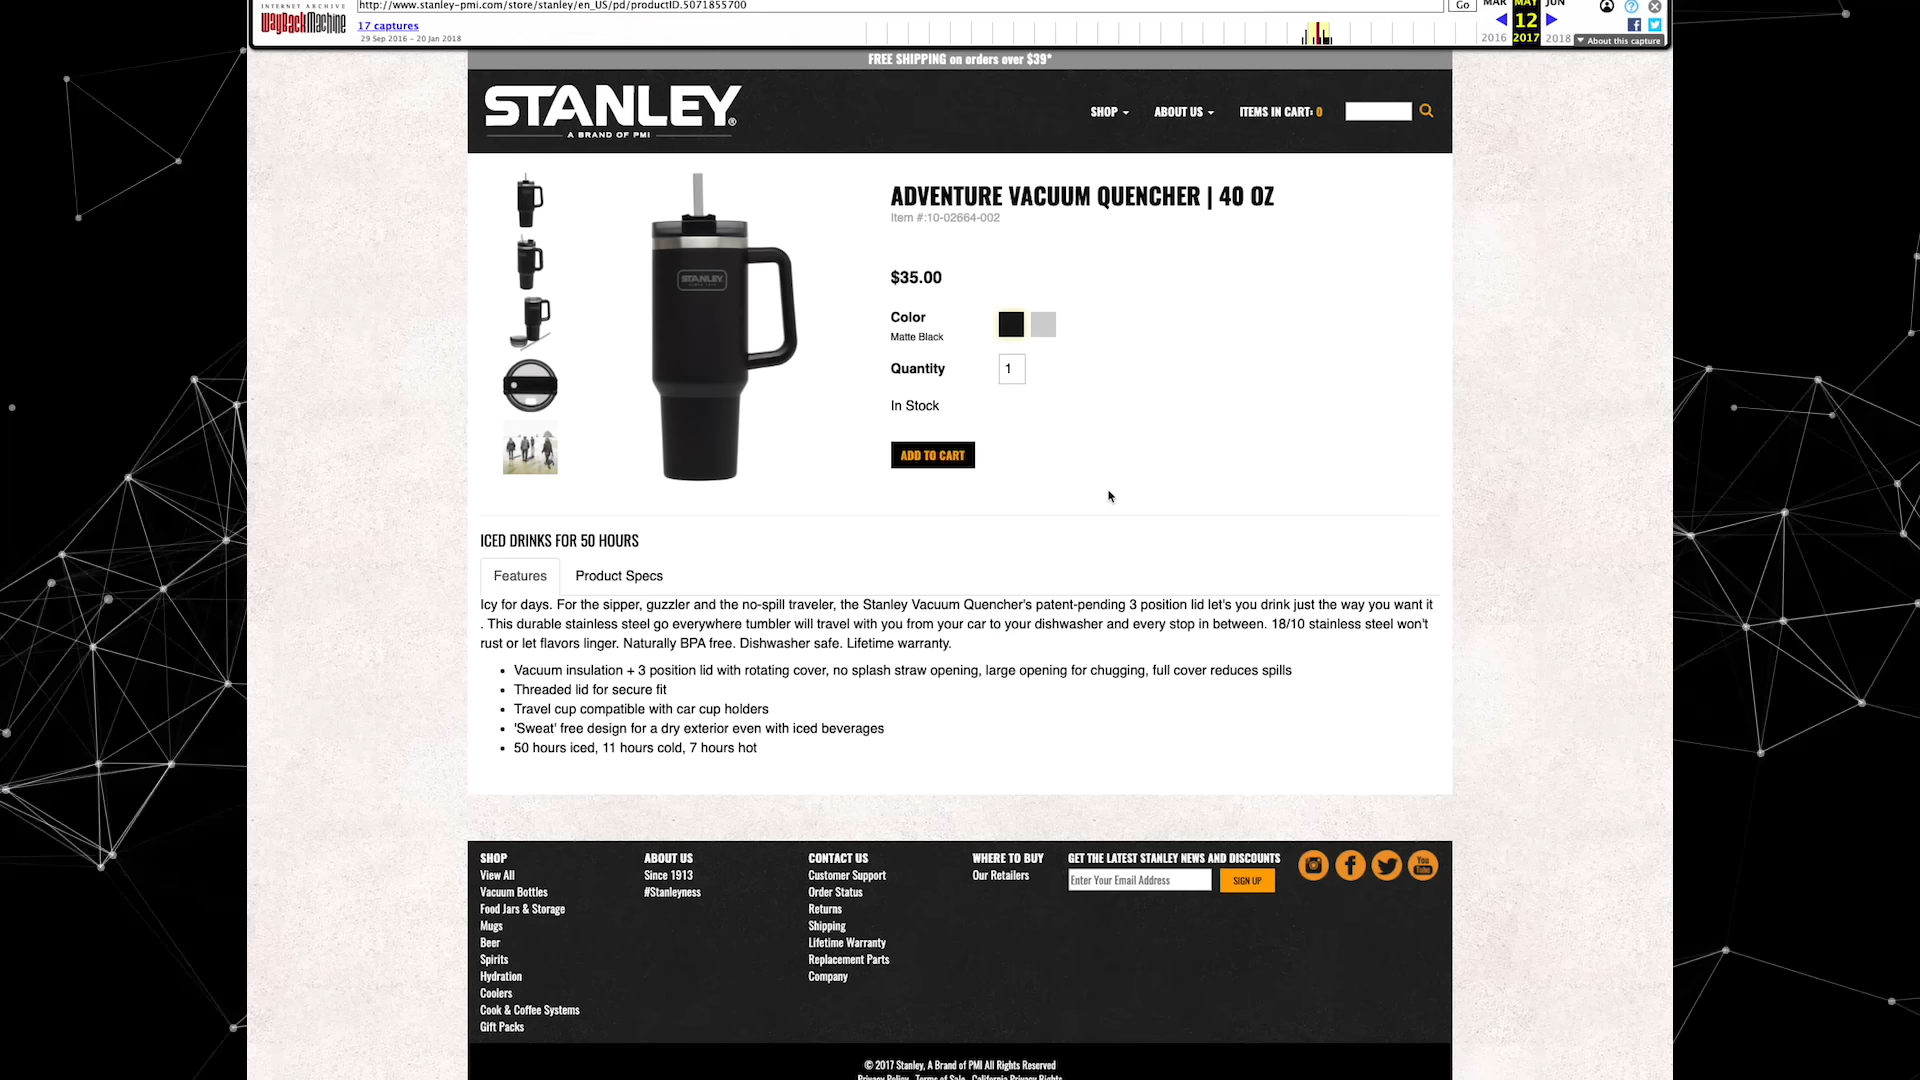 INTERNET ARCHIVE
WayBackMachine
http://www.stanley-pmi.com/store/stanley/en_US/pd/productID.5071855700
Go
MAR MAY JUN
17 captures
12
29 Sep 2016 – 20 Jan 2018
2016 2017 2018
About this capture
FREE SHIPPING on orders over $39*
STANLEY®
A BRAND OF PMI
SHOP
ABOUT US
ITEMS IN CART: 0
ADVENTURE VACUUM QUENCHER | 40 OZ
Item #:10-02664-002
STANLEY
$35.00
Color
Matte Black
Quantity
1
In Stock
ADD TO CART
ICED DRINKS FOR 50 HOURS
Features
Product Specs
Icy for days. For the sipper, guzzler and the no-spill traveler, the Stanley Vacuum Quencher's patent-pending 3 position lid let's you drink just the way you want it
. This durable stainless steel go everywhere tumbler will travel with you from your car to your dishwasher and every stop in between. 18/10 stainless steel won't
rust or let flavors linger. Naturally BPA free. Dishwasher safe. Lifetime warranty.
• Vacuum insulation + 3 position lid with rotating cover, no splash straw opening, large opening for chugging, full cover reduces spills
• Threaded lid for secure fit
• Travel cup compatible with car cup holders
• 'Sweat' free design for a dry exterior even with iced beverages
• 50 hours iced, 11 hours cold, 7 hours hot
SHOP
View All
Vacuum Bottles
Food Jars & Storage
Mugs
Beer
Spirits
Hydration
Coolers
Cook & Coffee Systems
Gift Packs
ABOUT US
Since 1913
#Stanleyness
CONTACT US
Customer Support
Order Status
Returns
Shipping
Lifetime Warranty
Replacement Parts
Company
WHERE TO BUY
Our Retailers
GET THE LATEST STANLEY NEWS AND DISCOUNTS
Enter Your Email Address
SIGN UP
You Tube
© 2017 Stanley, A Brand of PMI All Rights Reserved
Privacy Policy Terms of Sale California Privacy Rights